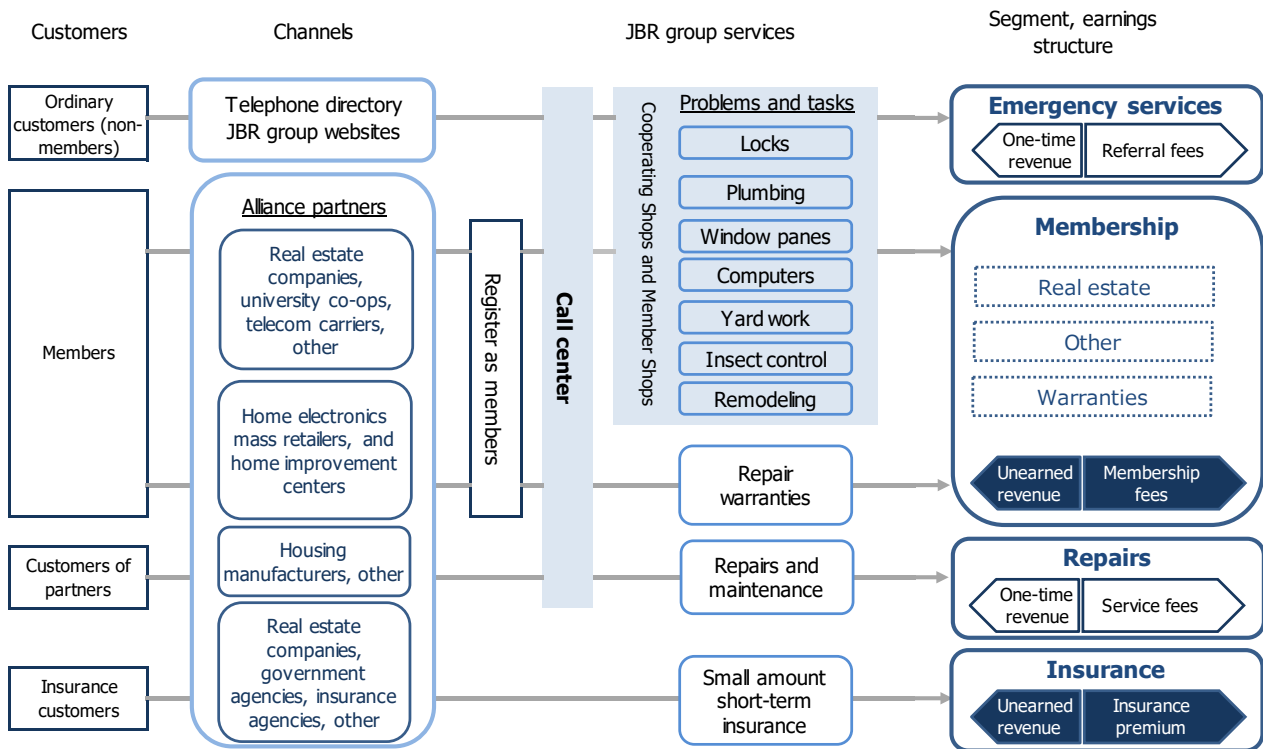 Customers
Channels
JBR group services
Segment, earnings
structure
Ordinary
customers (non-
members)
Telephone directory
JBR group websites
Call center
Cooperating Shops and Member Shops
Problems and tasks
Locks
Plumbing
Window panes
Computers
Yard work
Insect control
Remodeling
Emergency services
One-time
revenue
Referral fees
Members
Alliance partners
Real estate
companies,
university co-ops,
telecom carriers,
other
Home electronics
mass retailers, and
home improvement
centers
Register as members
Repair
warranties
Membership
Real estate
Other
Warranties
Unearned
revenue
Membership
fees
Customers of
partners
Housing
manufacturers, other
Repairs and
maintenance
Repairs
One-time
revenue
Service fees
Insurance
customers
Real estate
companies,
government
agencies, insurance
agencies, other
Small amount
short-term
insurance
Insurance
Unearned
revenue
Insurance
premium